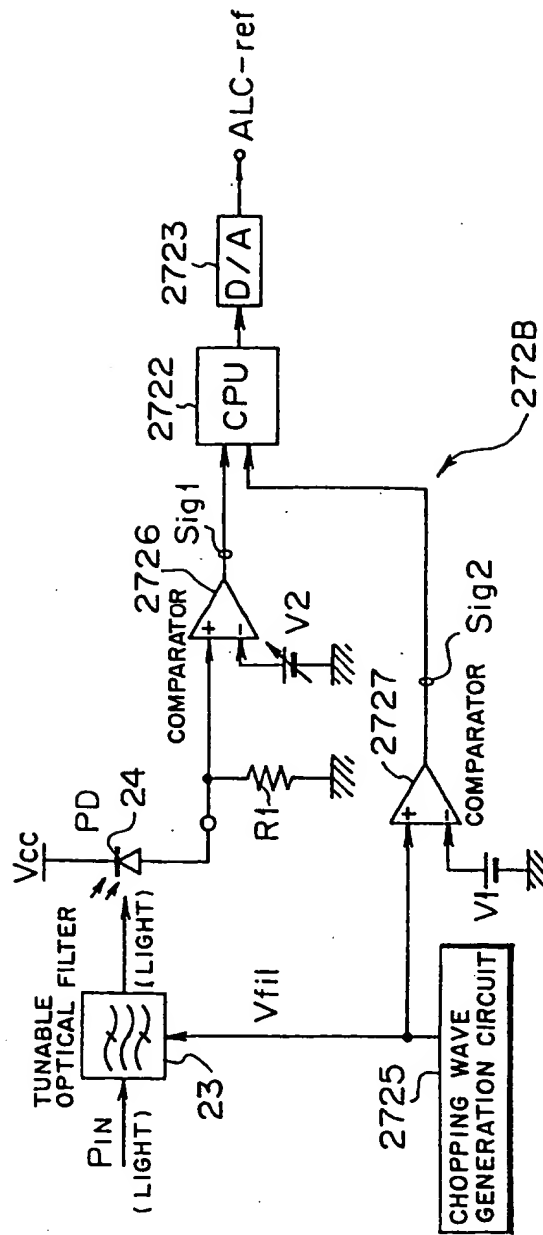 TUNABLE
OPTICAL FILTER
PIN
(LIGHT)
23
(LIGHT)
Vcc
PD
24
Vfil
R1
COMPARATOR
2726
+
-
V2
Sig1
2722
CPU
2723
D/A
ALC-ref
272B
2725
CHOPPING WAVE
GENERATION CIRCUIT
V1
+
-
2727
COMPARATOR
Sig2